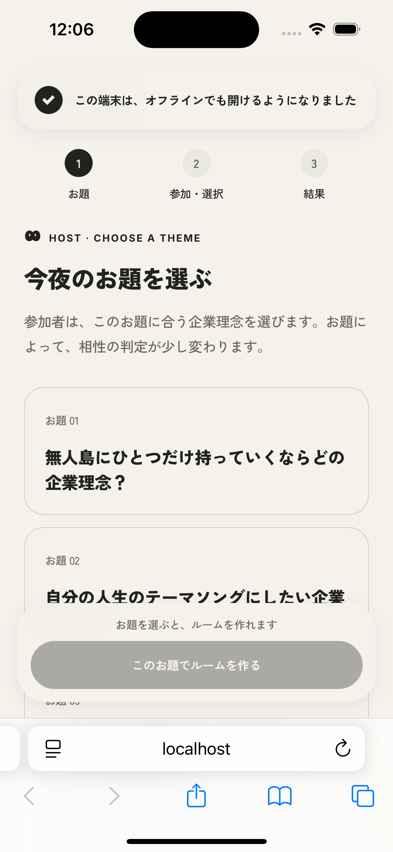 12:06
この端末は、オフラインでも開けるようになりました
1
2
3
お題
参加・選択
結果
HOST · CHOOSE A THEME
今夜のお題を選ぶ
参加者は、このお題に合う企業理念を選びます。お題に
よって、相性の判定が少し変わります。
お題 01
無人島にひとつだけ持っていくならどの
企業理念？
お題 02
自分の人生のテーマソングにしたい企業
お題を選ぶと、ルームを作れます
このお題でルームを作る
お題 03
localhost